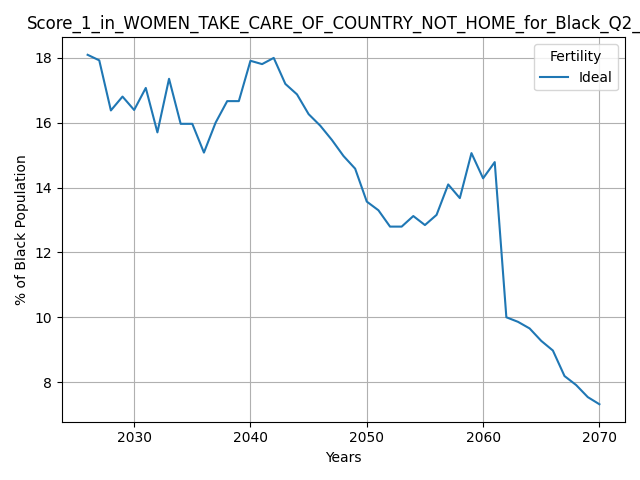 Score_1_in_WOMEN_TAKE_CARE_OF_COUNTRY_NOT_HOME_for_Black_Q2_
Fertility
Ideal
% of Black Population
18
16
14
12
10
8
2030 2040 2050 2060 2070
Years